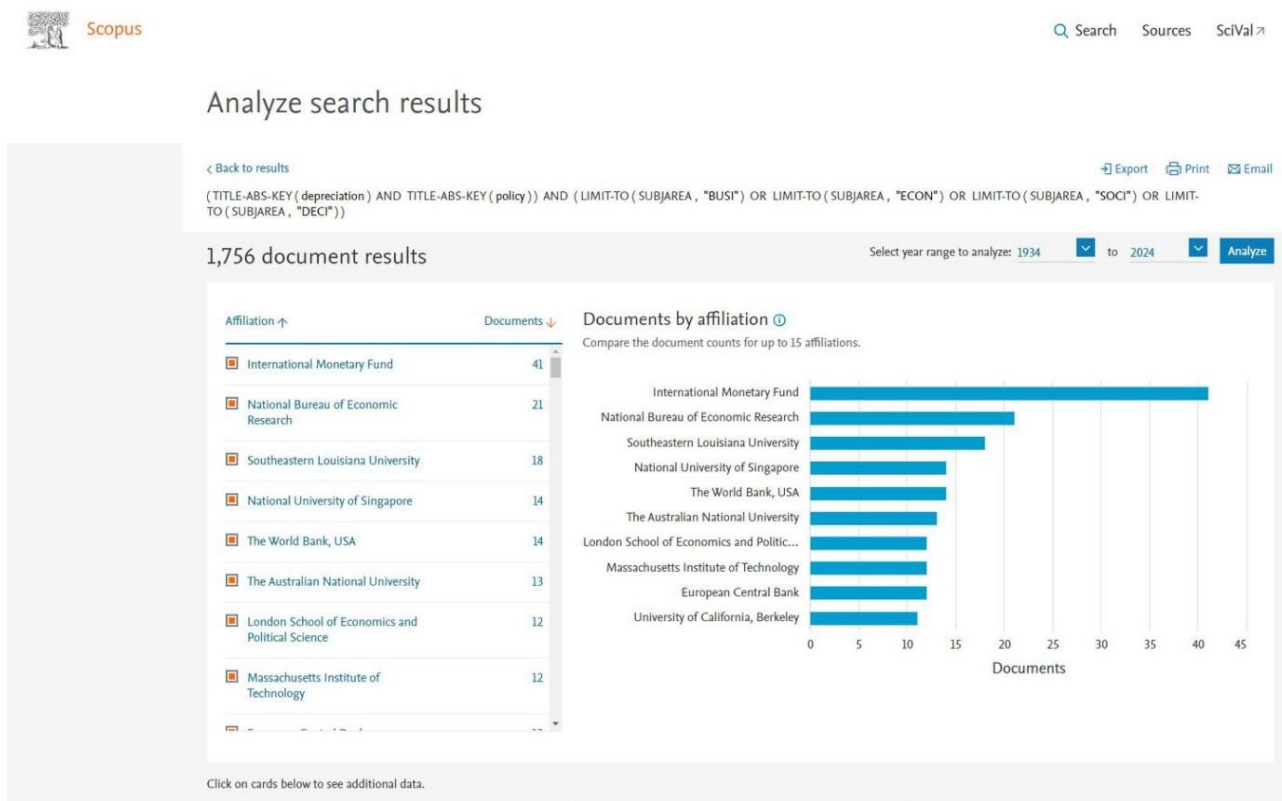 Scopus
Search Sources SciVal
Analyze search results
Back to results
Export Print Email
(TITLE-ABS-KEY(depreciation) AND TITLE-ABS-KEY(policy)) AND (LIMIT-TO(SUBJAREA, "BUSI") OR LIMIT-TO(SUBJAREA, "ECON") OR LIMIT-TO(SUBJAREA, "SOCI") OR LIMIT-
TO(SUBJAREA, "DECI"))
1,756 document results
Select year range to analyze: 1934 to 2024 Analyze
Affiliation Documents
International Monetary Fund 41
National Bureau of Economic 21
Research
Southeastern Louisiana University 18
National University of Singapore 14
The World Bank, USA 14
The Australian National University 13
London School of Economics and 12
Political Science
Massachusetts Institute of 12
Technology
Documents by affiliation
Compare the document counts for up to 15 affiliations.
International Monetary Fund
National Bureau of Economic Research
Southeastern Louisiana University
National University of Singapore
The World Bank, USA
The Australian National University
London School of Economics and Politic...
Massachusetts Institute of Technology
European Central Bank
University of California, Berkeley
0 5 10 15 20 25 30 35 40 45
Documents
Click on cards below to see additional data.